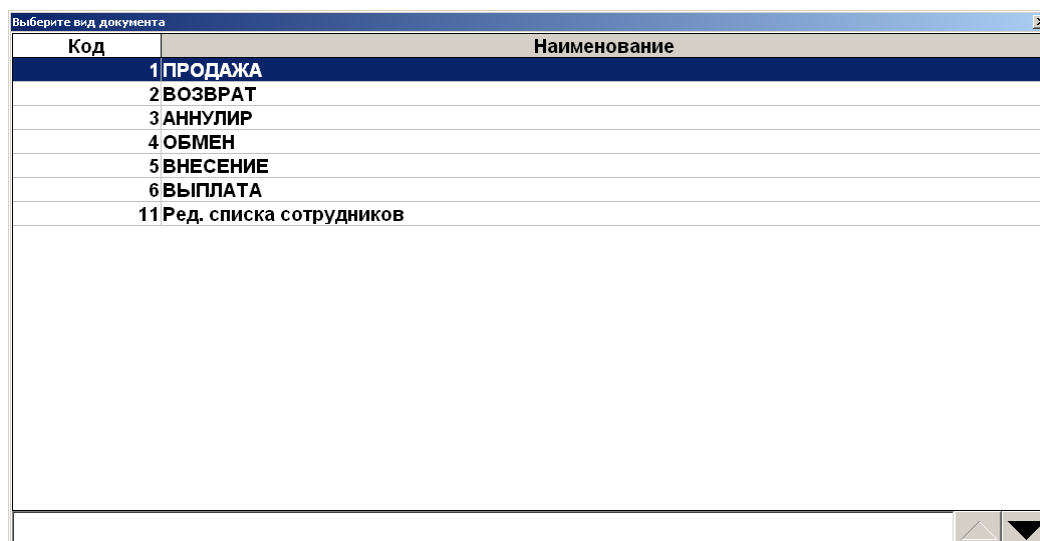 Выберите вид документа
Код Наименование
1 ПРОДАЖА
2 ВОЗВРАТ
3 АННУЛИР
4 ОБМЕН
5 ВНЕСЕНИЕ
6 ВЫПЛАТА
11 Ред. списка сотрудников